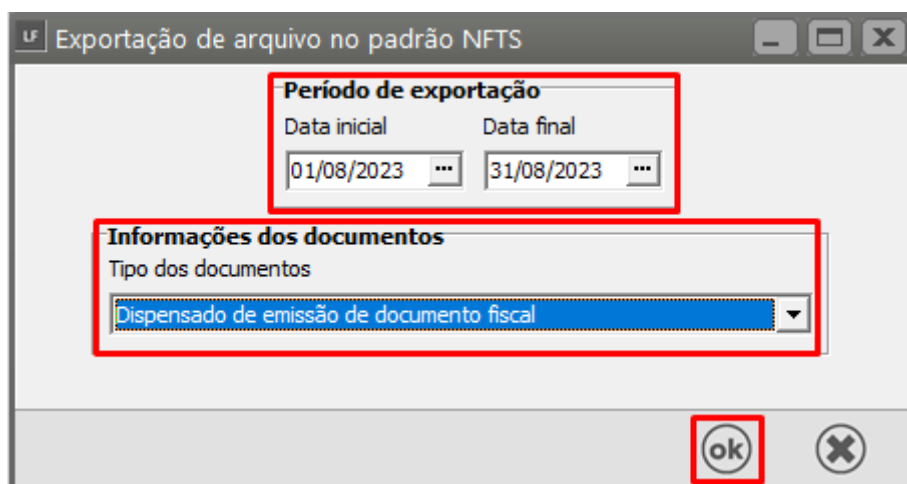 LF Exportação de arquivo no padrão NFTS
Período de exportação
Data inicial Data final
01/08/2023 ... 31/08/2023 ...
Informações dos documentos
Tipo dos documentos
Dispensado de emissão de documento fiscal
ok